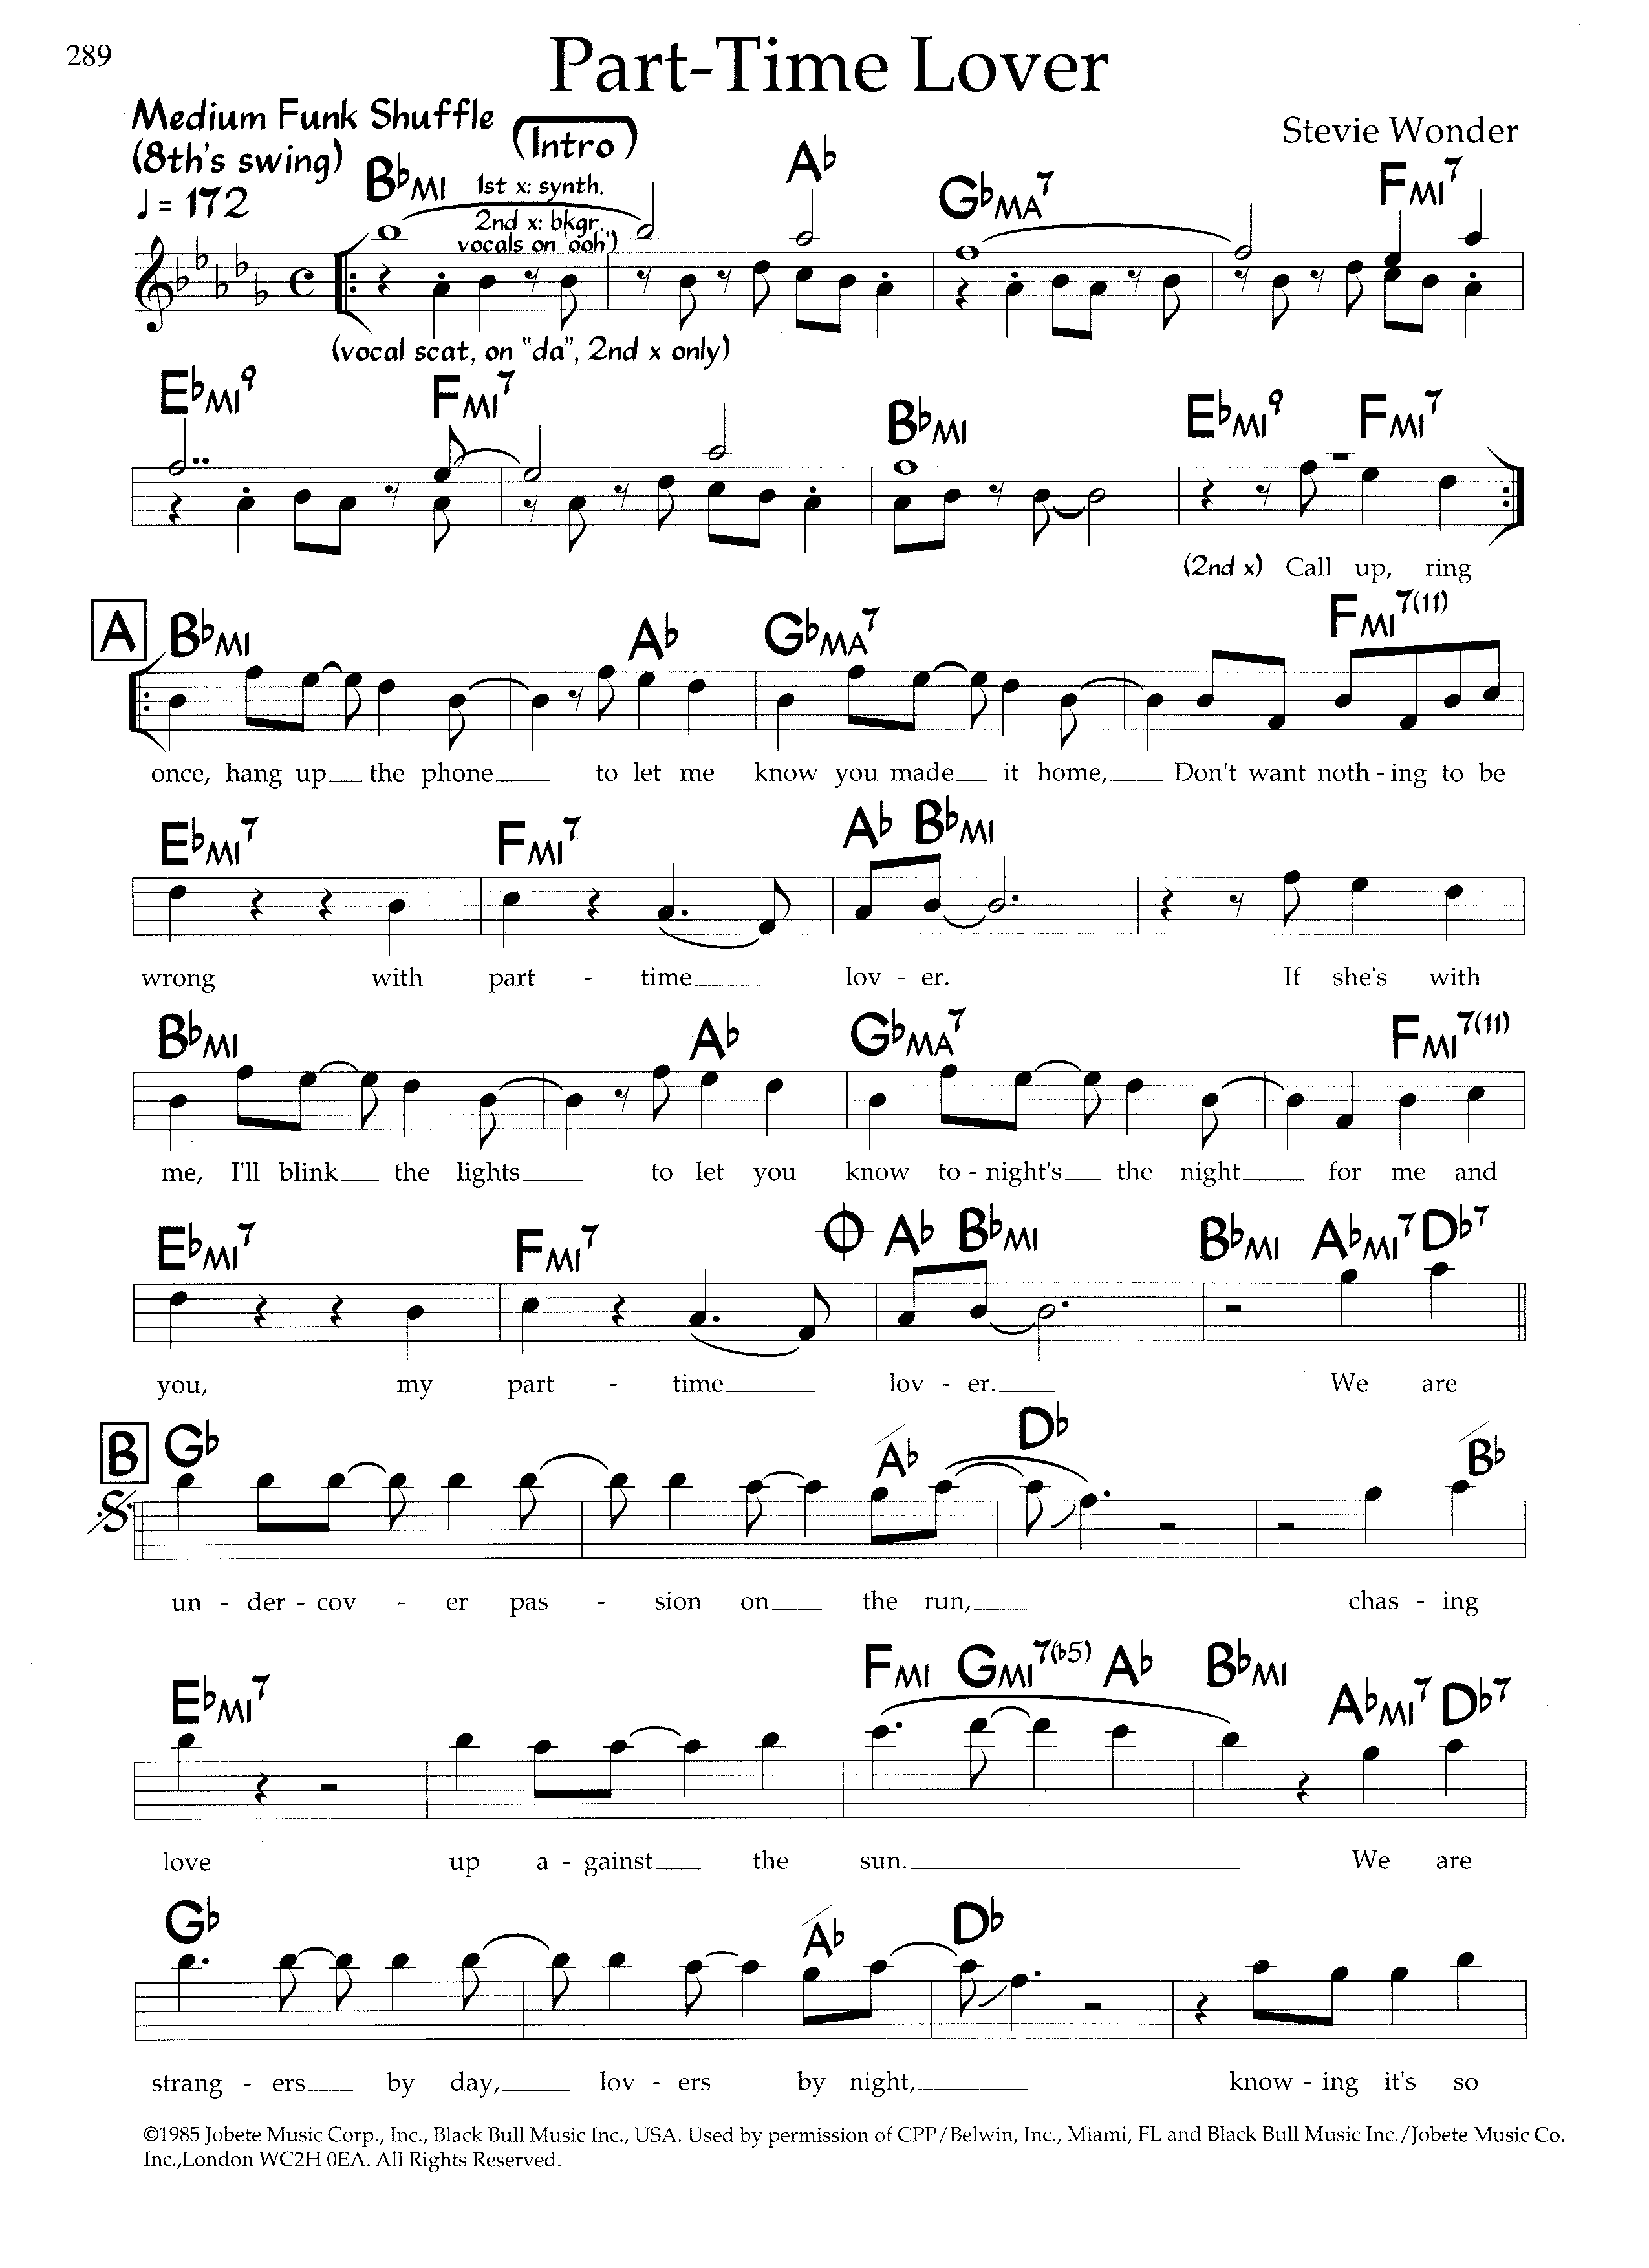 289
Part-Time Lover
Stevie Wonder
Medium Funk Shuffle
(8th's swing)
♩ = 172
(Intro)
B♭MI A♭ G♭MA7 FMI7
1st x: synth.
2nd x: bkgr.
vocals on 'ooh')
(vocal scat, on "da", 2nd x only)
E♭MI9 FMI7 B♭MI E♭MI9 FMI7
(2nd x) Call up, ring
A B♭MI A♭ G♭MA7 FMI7(11)
once, hang up the phone to let me know you made it home, Don't want noth - ing to be
E♭MI7 FMI7 A♭ B♭MI
wrong with part - time lov - er. If she's with
B♭MI A♭ G♭MA7 FMI7(11)
me, I'll blink the lights to let you know to - night's the night for me and
E♭MI7 FMI7 A♭ B♭MI B♭MI A♭MI7 D♭7
you, my part - time lov - er. We are
B G♭ /A♭ D♭ /B♭
un - der - cov - er pas - sion on the run, chas - ing
E♭MI7 FMI GMI7(♭5) A♭ B♭MI A♭MI7 D♭7
love up a - gainst the sun. We are
G♭ /A♭ D♭
strang - ers by day, lov - ers by night, know - ing it's so
©1985 Jobete Music Corp., Inc., Black Bull Music Inc., USA. Used by permission of CPP/Belwin, Inc., Miami, FL and Black Bull Music Inc./Jobete Music Co.
Inc.,London WC2H 0EA. All Rights Reserved.